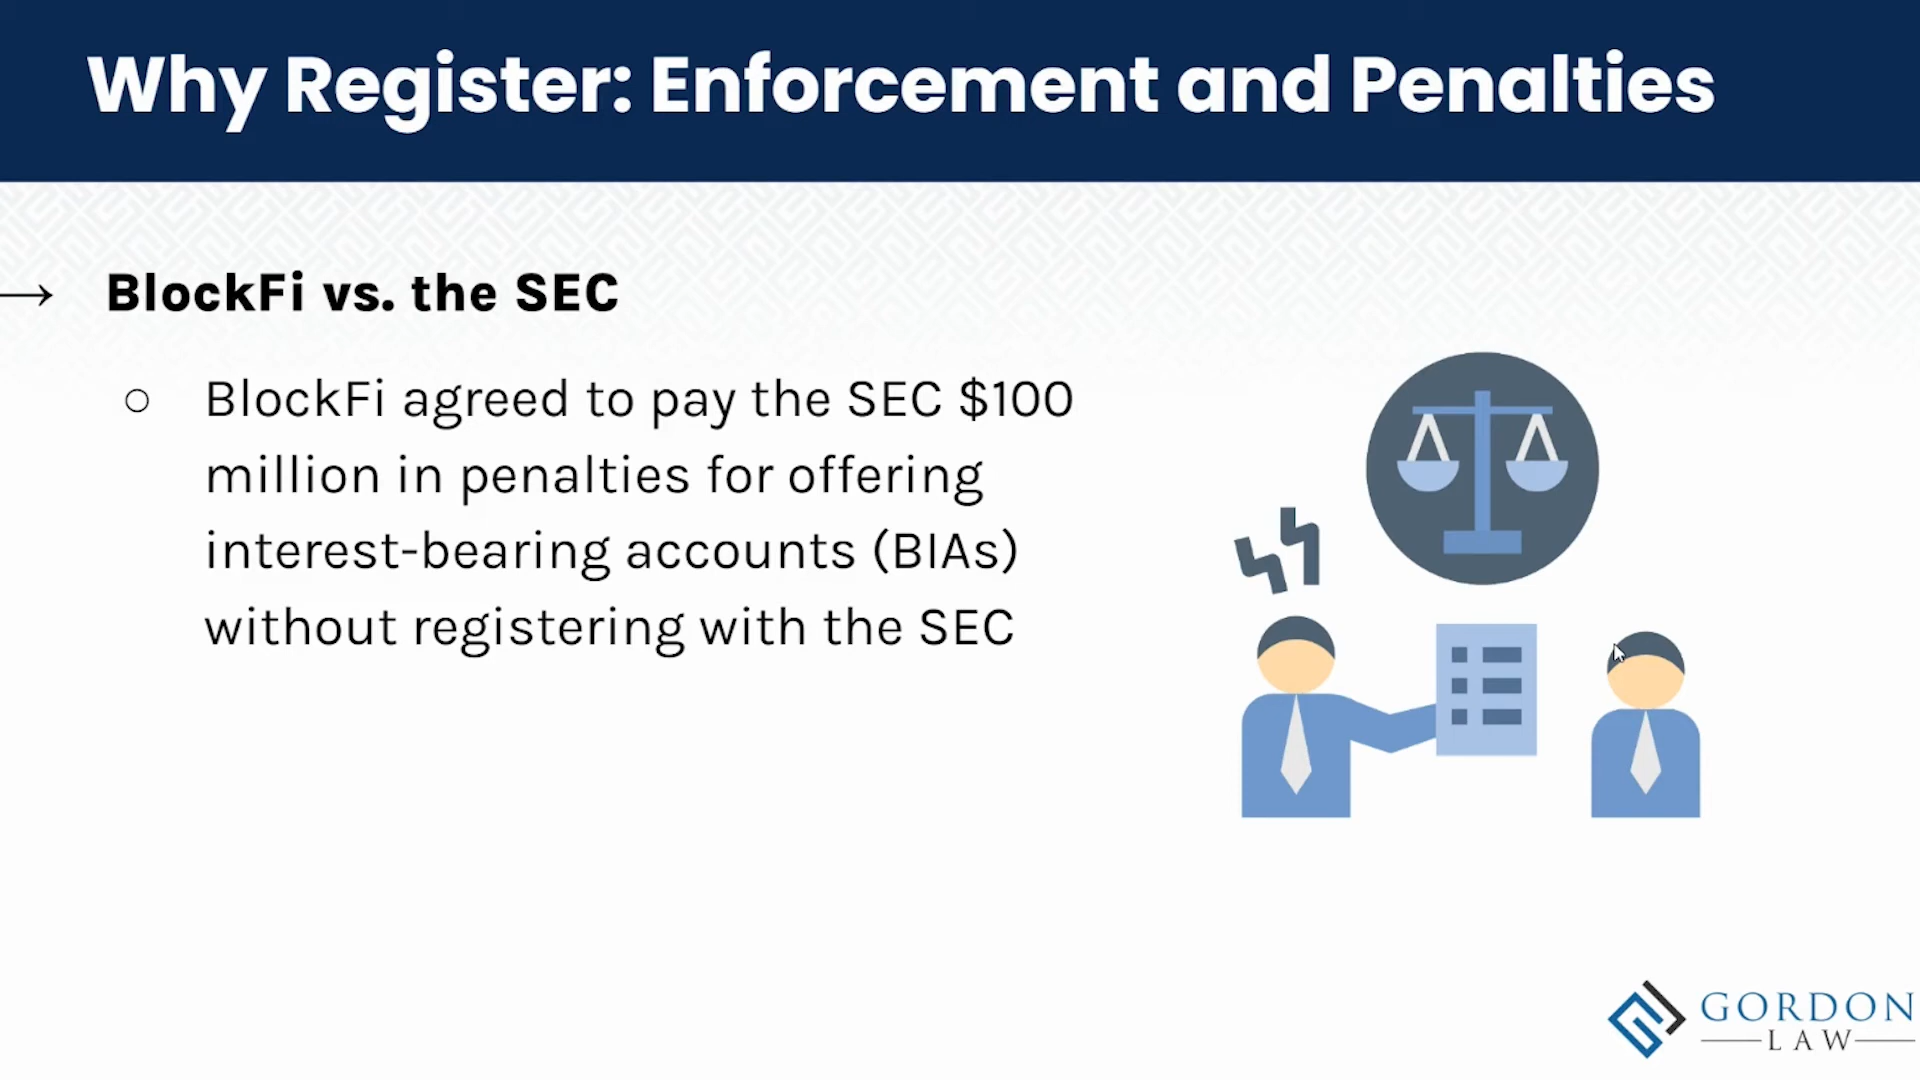 Why Register: Enforcement and Penalties
→ BlockFi vs. the SEC
○ BlockFi agreed to pay the SEC $100
million in penalties for offering
interest-bearing accounts (BIAs)
without registering with the SEC
GORDON
LAW